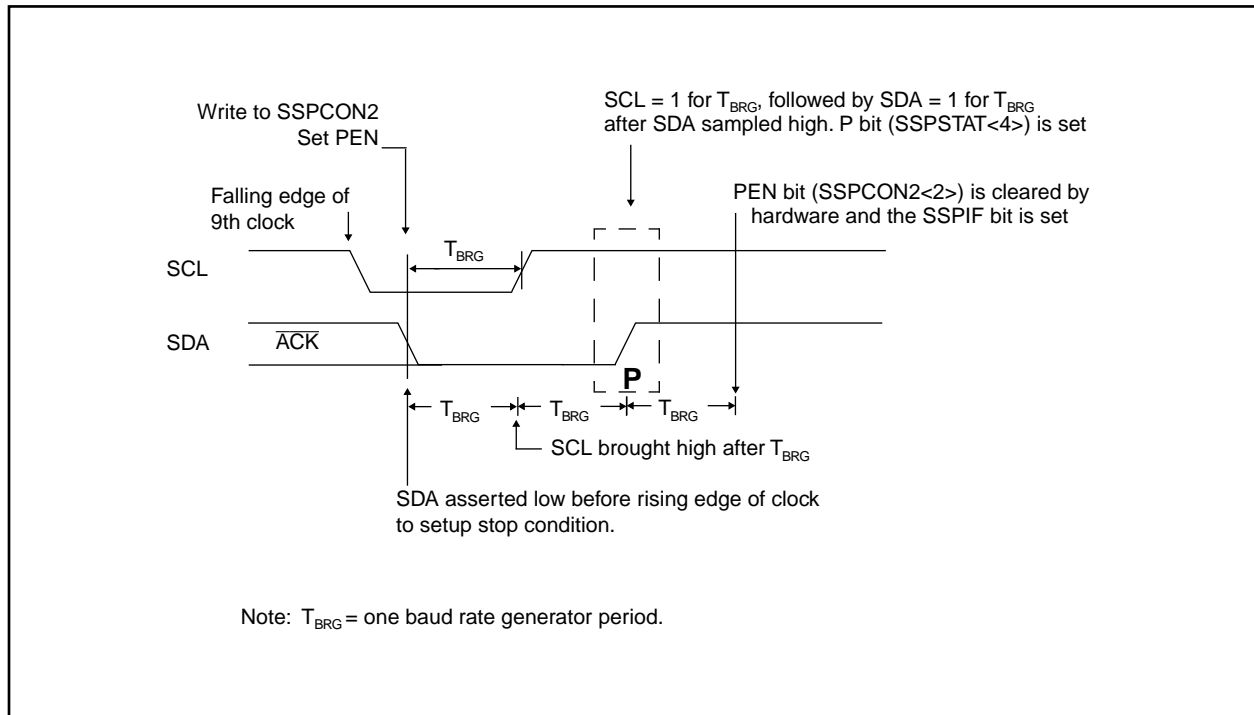 Write to SSPCON2
Set PEN
SCL = 1 for TBRG, followed by SDA = 1 for TBRG
after SDA sampled high. P bit (SSPSTAT<4>) is set
Falling edge of
9th clock
PEN bit (SSPCON2<2>) is cleared by
hardware and the SSPIF bit is set
TBRG
SCL
SDA
ACK
P
TBRG
TBRG
TBRG
SCL brought high after TBRG
SDA asserted low before rising edge of clock
to setup stop condition.
Note: TBRG = one baud rate generator period.